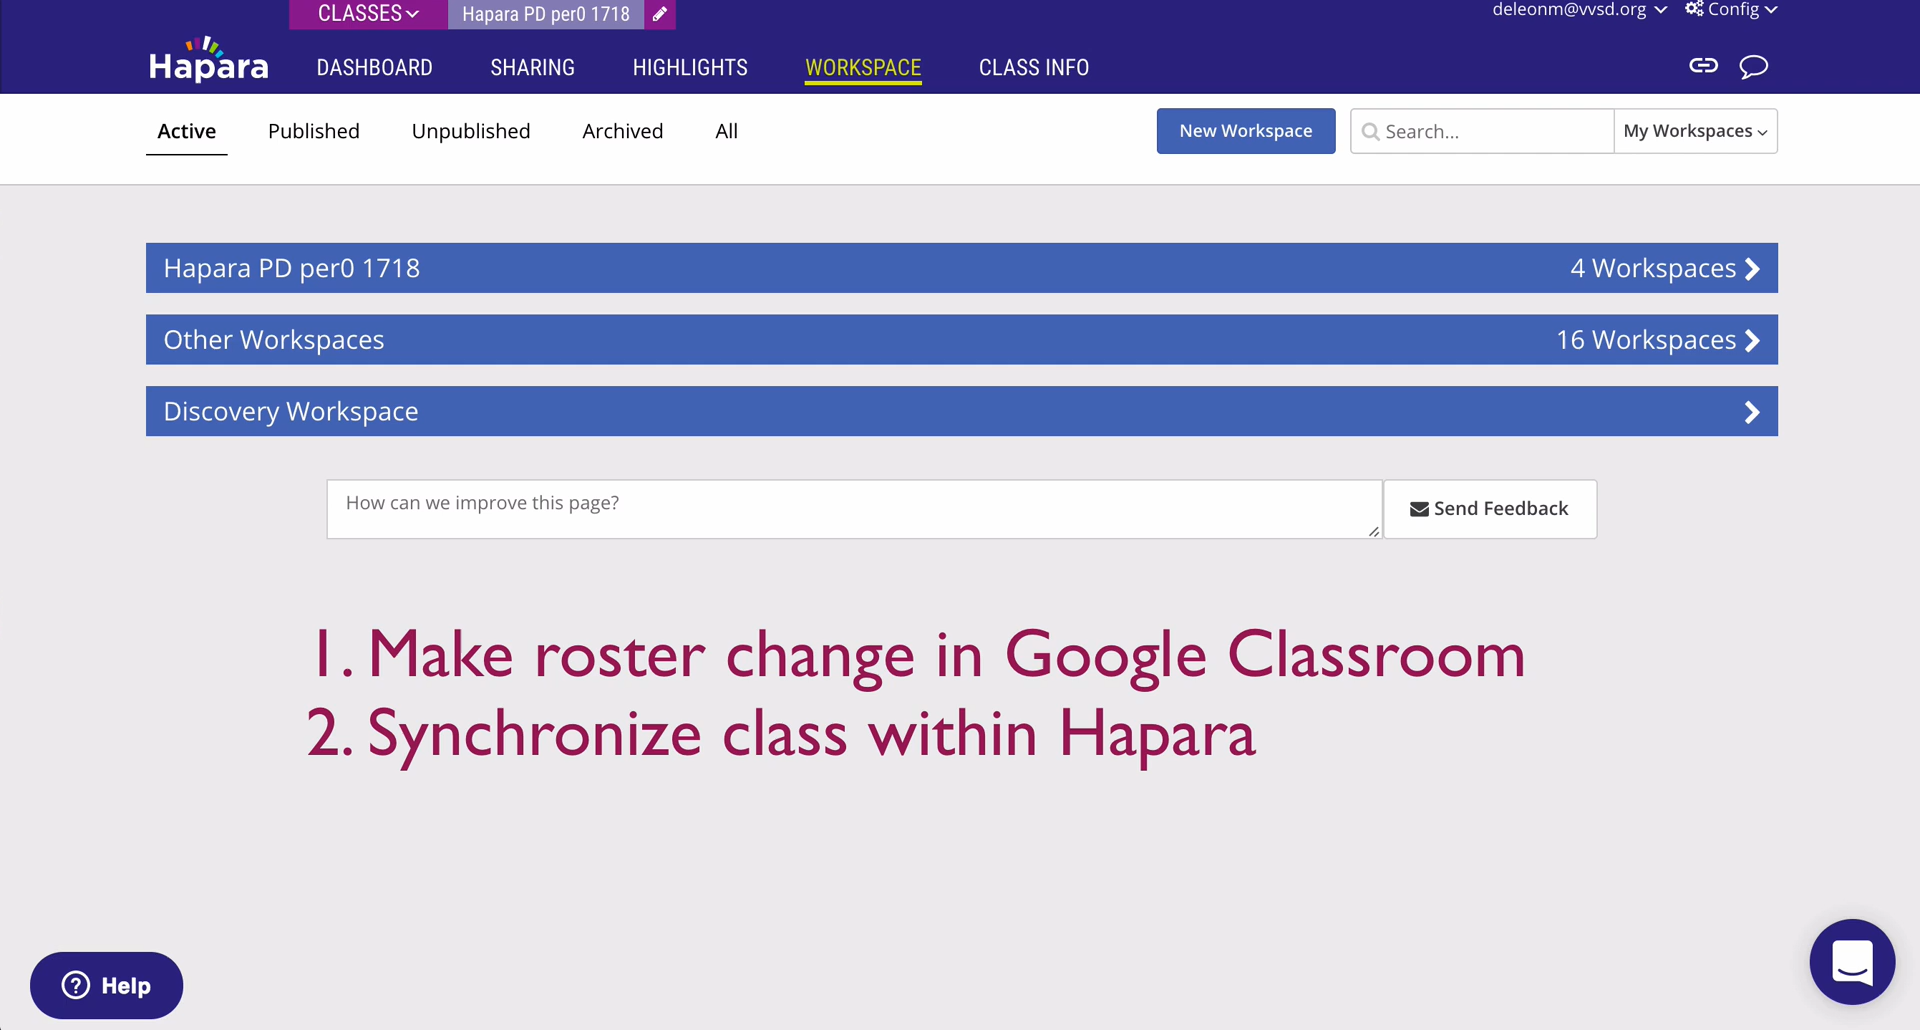 CLASSES Hapara PD per0 1718 deleonm@vvsd.org Config
Hapara DASHBOARD SHARING HIGHLIGHTS WORKSPACE CLASS INFO
Active Published Unpublished Archived All New Workspace Search... My Workspaces
Hapara PD per0 1718 4 Workspaces
Other Workspaces 16 Workspaces
Discovery Workspace
How can we improve this page? Send Feedback
1. Make roster change in Google Classroom
2. Synchronize class within Hapara
? Help